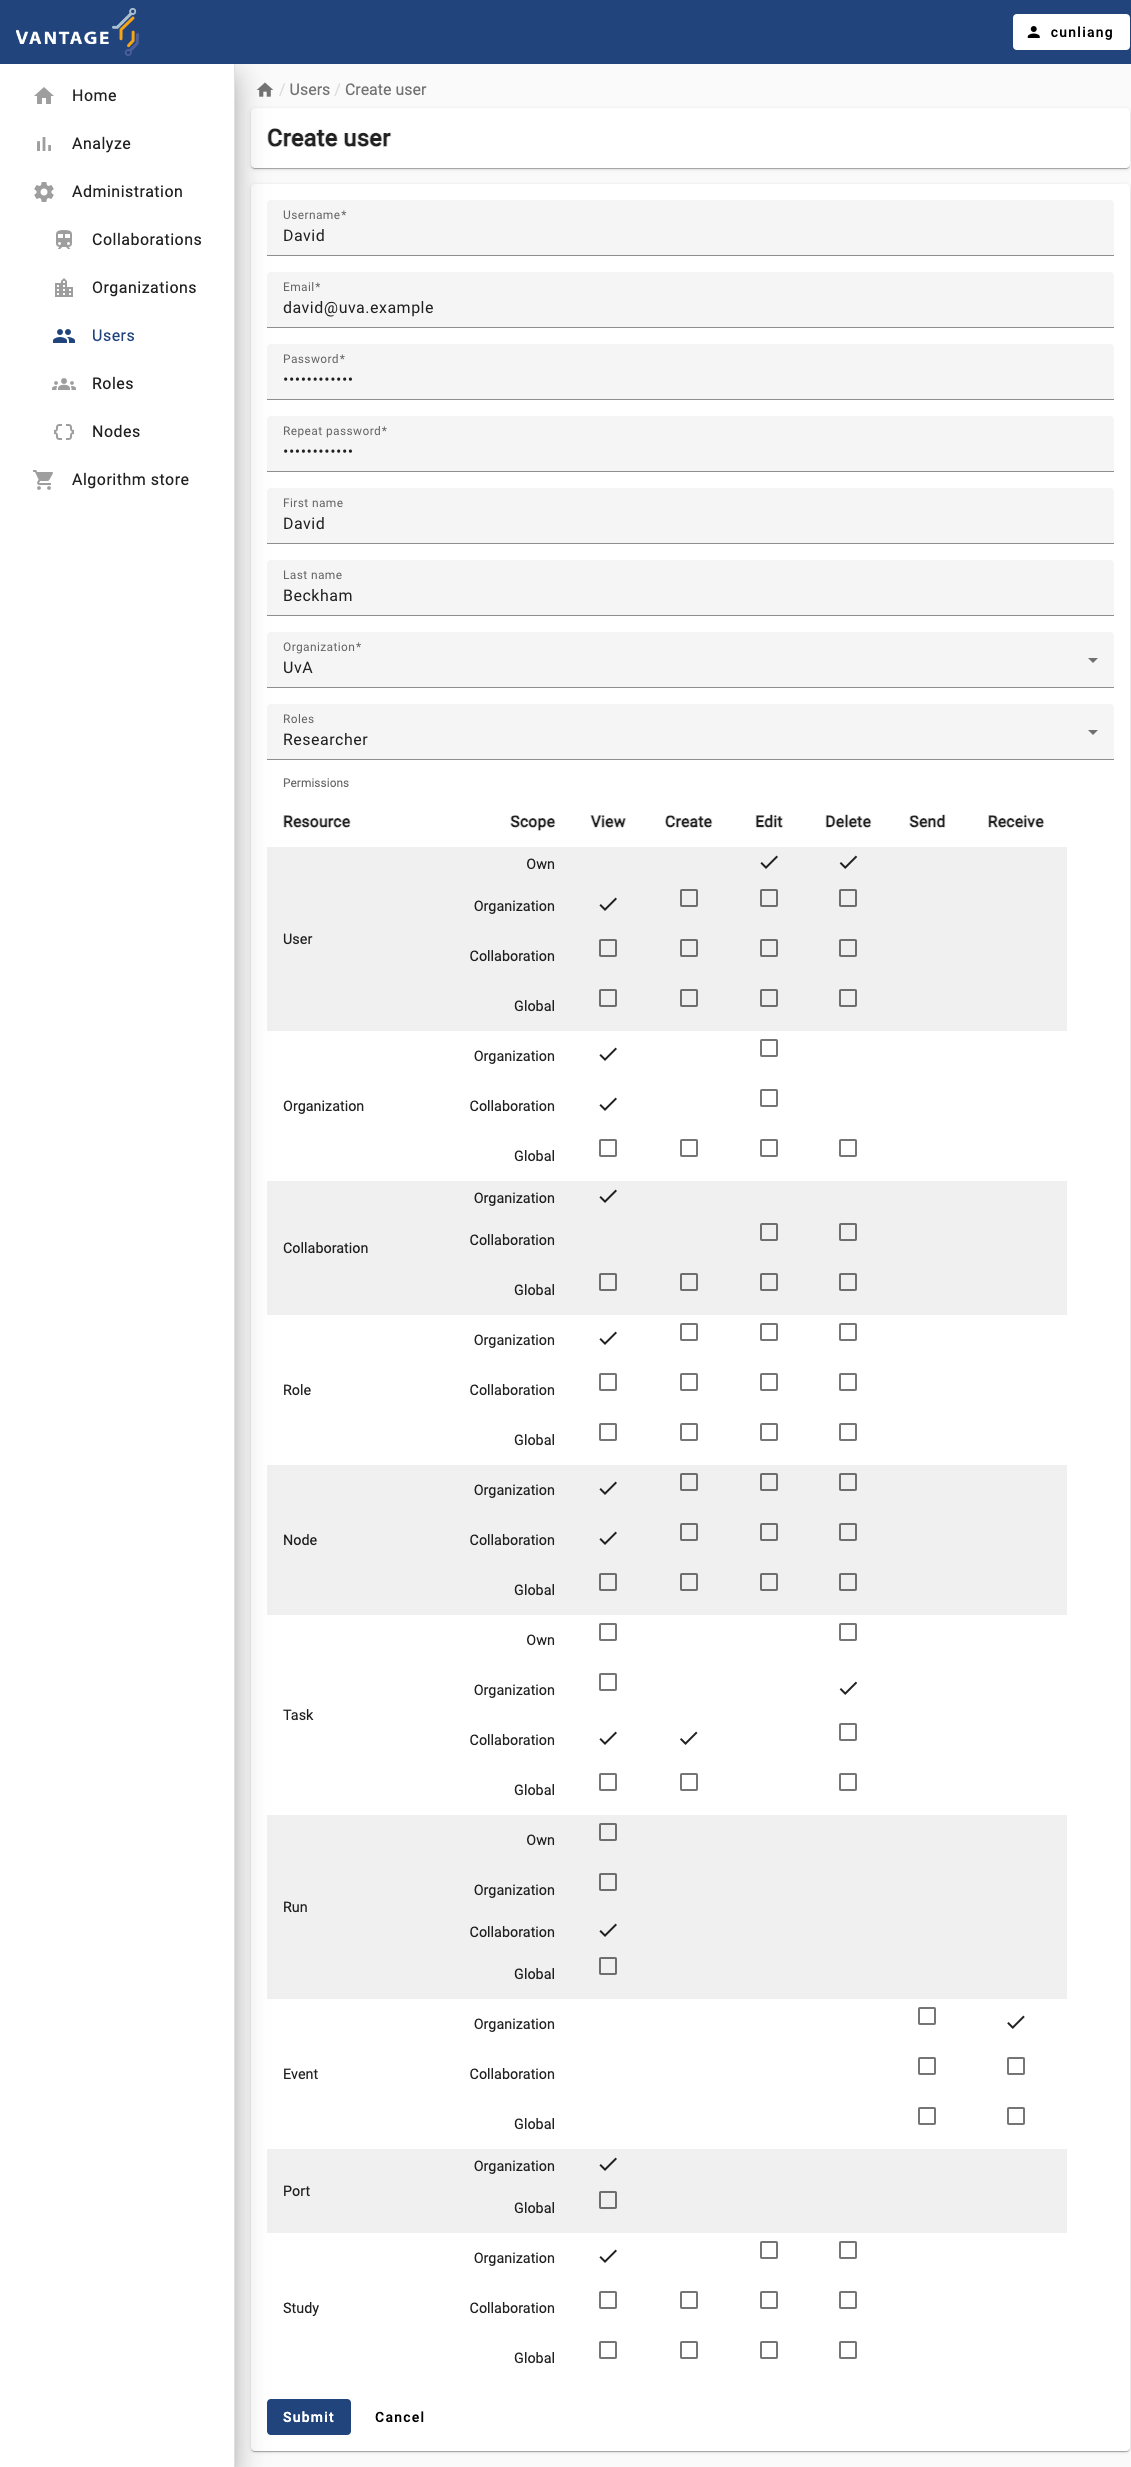 VANTAGE
cunliang
Home
Analyze
Administration
Collaborations
Organizations
Users
Roles
Nodes
Algorithm store
/ Users / Create user
Create user
Username*
David
Email*
david@uva.example
Password*
••••••••••••
Repeat password*
••••••••••••
First name
David
Last name
Beckham
Organization*
UvA
Roles
Researcher
Permissions
Resource Scope View Create Edit Delete Send Receive
User
Own
Organization
Collaboration
Global
Organization
Organization
Collaboration
Global
Collaboration
Organization
Collaboration
Global
Role
Organization
Collaboration
Global
Node
Organization
Collaboration
Global
Task
Own
Organization
Collaboration
Global
Run
Own
Organization
Collaboration
Global
Event
Organization
Collaboration
Global
Port
Organization
Global
Study
Organization
Collaboration
Global
Submit Cancel